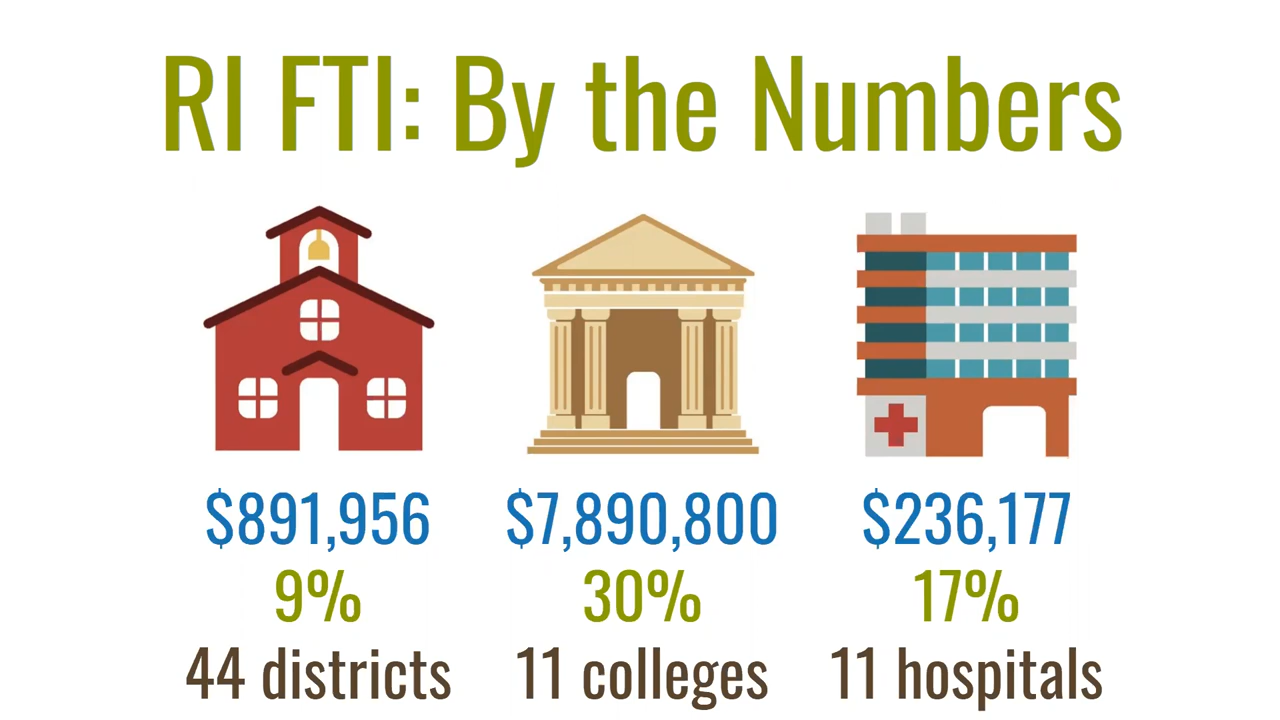 RI FTI: By the Numbers
$891,956
9%
44 districts
$7,890,800
30%
11 colleges
$236,177
17%
11 hospitals